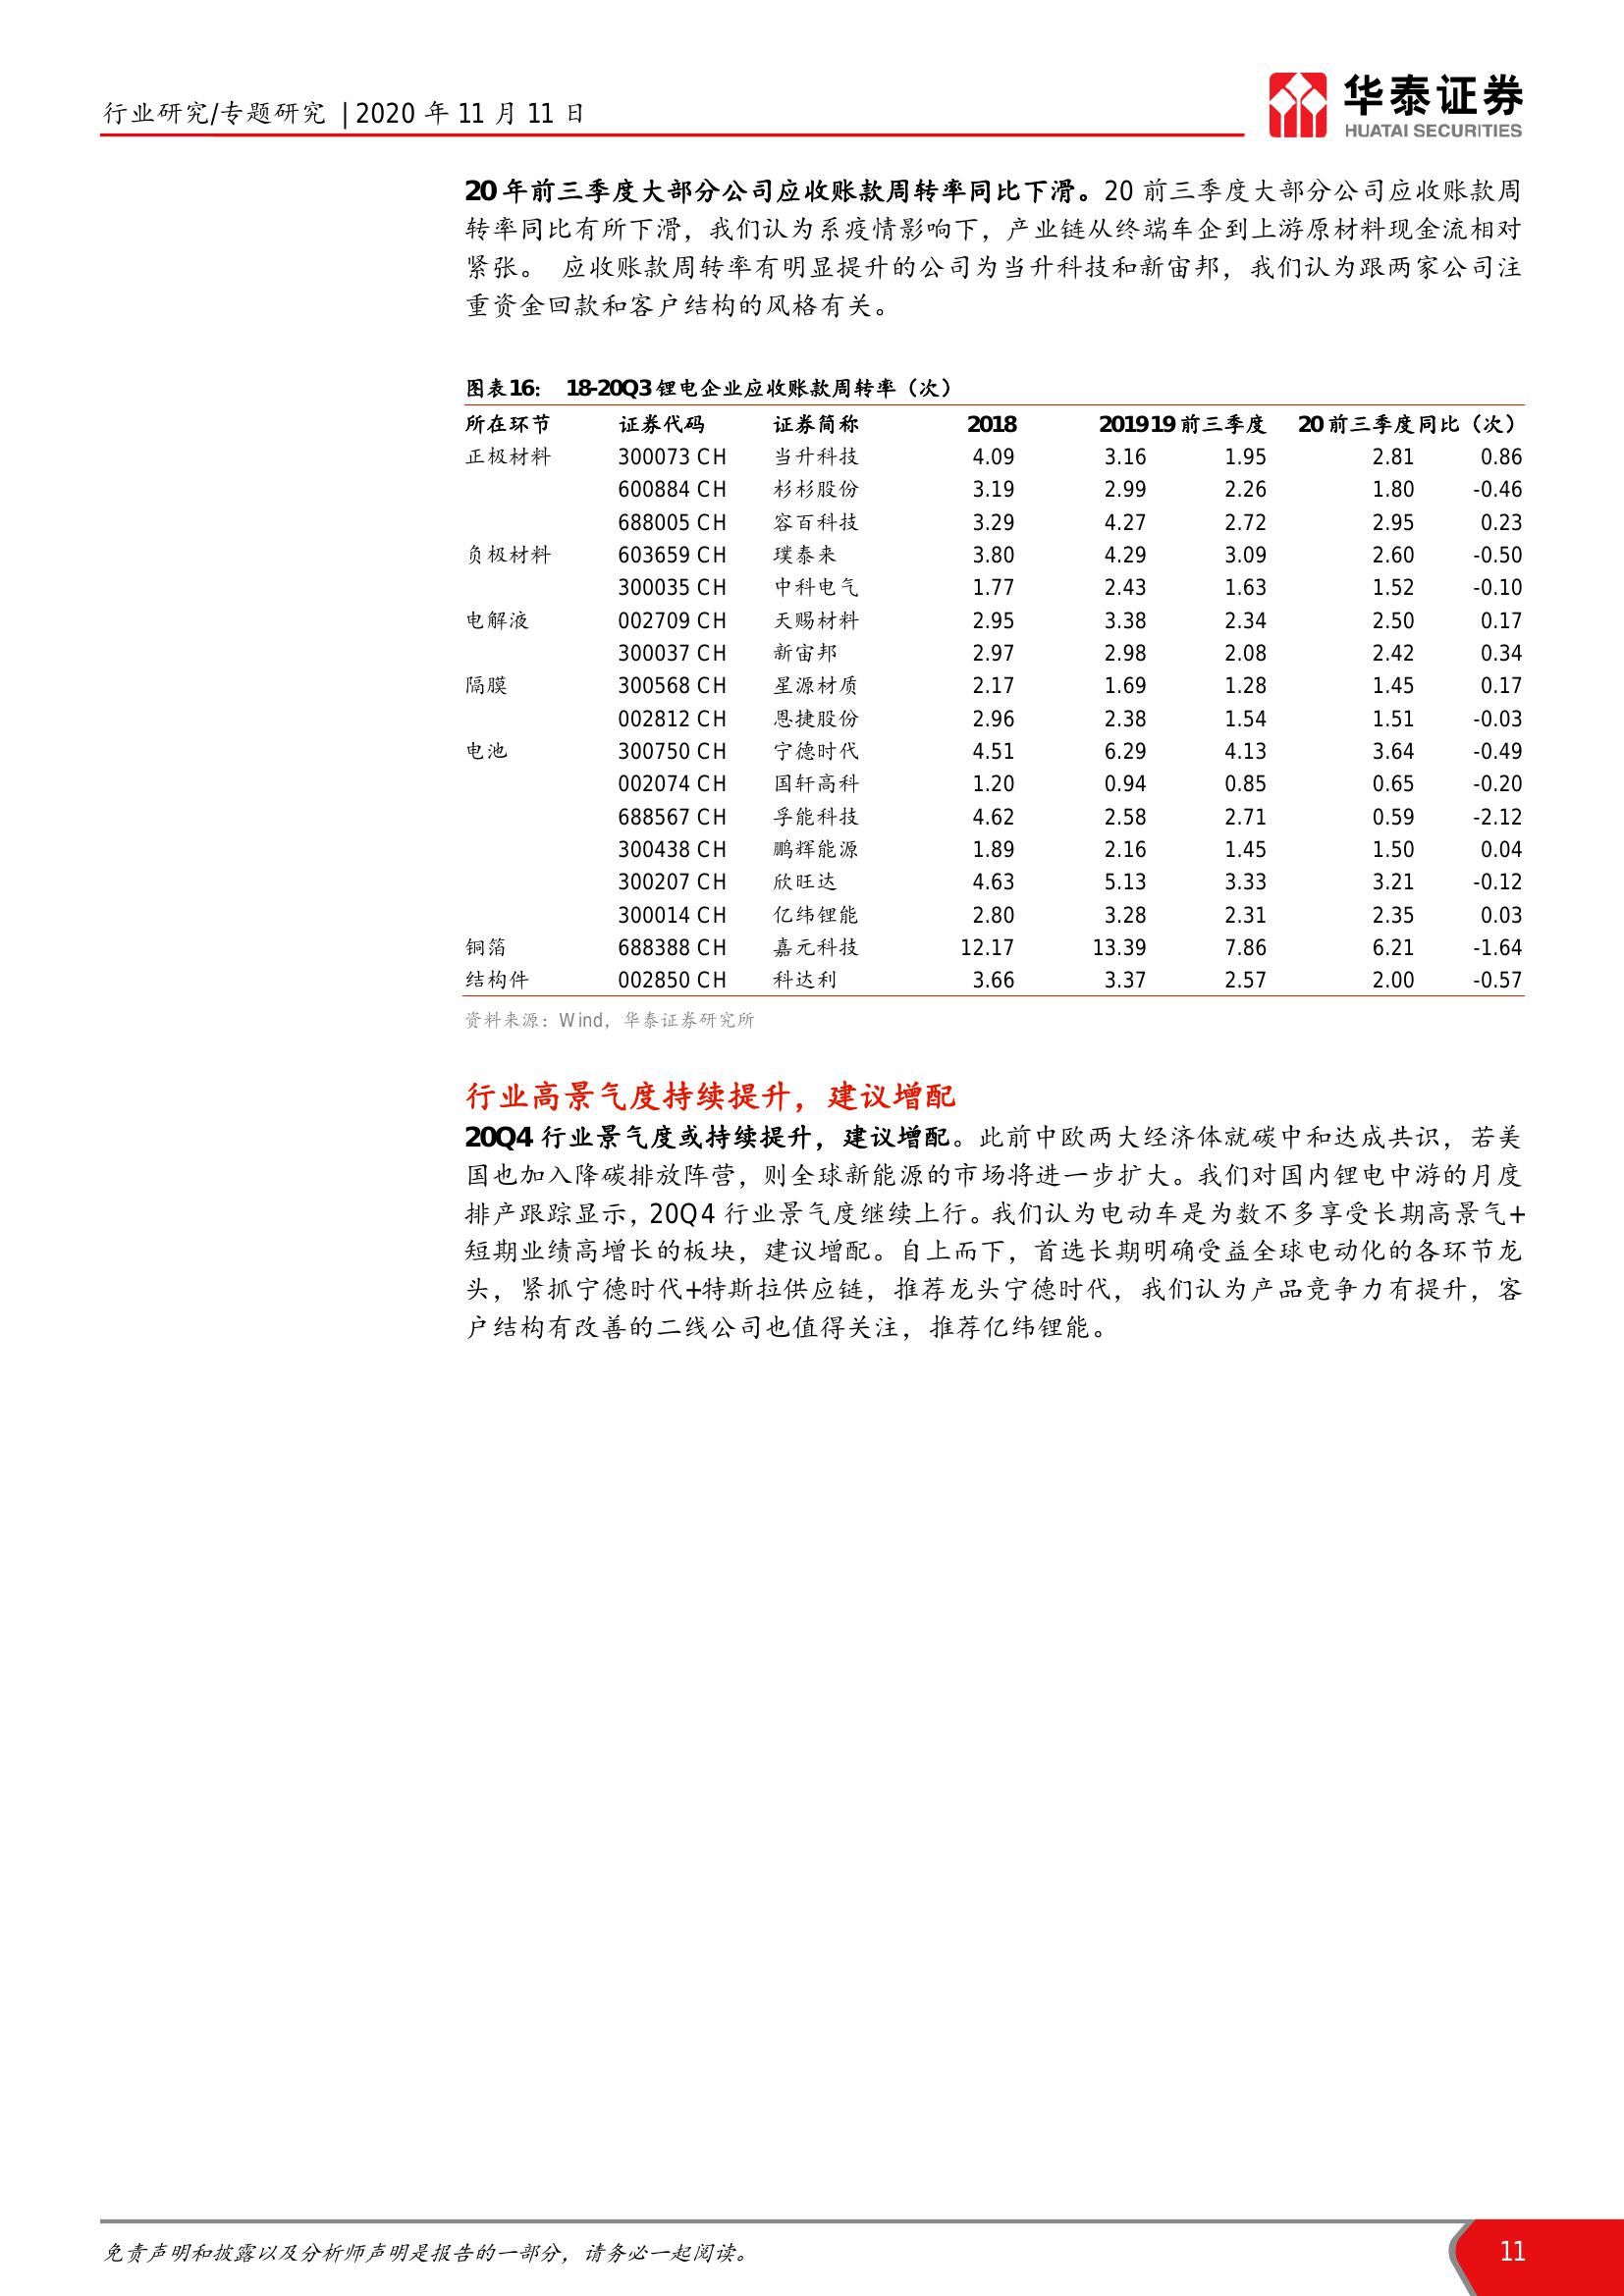 行业研究/专题研究 | 2020 年 11 月 11 日
华泰证券
HUATAI SECURITIES
20 年前三季度大部分公司应收账款周转率同比下滑。20 前三季度大部分公司应收账款周
转率同比有所下滑，我们认为系疫情影响下，产业链从终端车企到上游原材料现金流相对
紧张。 应收账款周转率有明显提升的公司为当升科技和新宙邦，我们认为跟两家公司注
重资金回款和客户结构的风格有关。
图表16： 18-20Q3 锂电企业应收账款周转率（次）
所在环节 证券代码 证券简称 2018 2019 19 前三季度 20 前三季度 同比（次）
正极材料 300073 CH 当升科技 4.09 3.16 1.95 2.81 0.86
600884 CH 杉杉股份 3.19 2.99 2.26 1.80 -0.46
688005 CH 容百科技 3.29 4.27 2.72 2.95 0.23
负极材料 603659 CH 璞泰来 3.80 4.29 3.09 2.60 -0.50
300035 CH 中科电气 1.77 2.43 1.63 1.52 -0.10
电解液 002709 CH 天赐材料 2.95 3.38 2.34 2.50 0.17
300037 CH 新宙邦 2.97 2.98 2.08 2.42 0.34
隔膜 300568 CH 星源材质 2.17 1.69 1.28 1.45 0.17
002812 CH 恩捷股份 2.96 2.38 1.54 1.51 -0.03
电池 300750 CH 宁德时代 4.51 6.29 4.13 3.64 -0.49
002074 CH 国轩高科 1.20 0.94 0.85 0.65 -0.20
688567 CH 孚能科技 4.62 2.58 2.71 0.59 -2.12
300438 CH 鹏辉能源 1.89 2.16 1.45 1.50 0.04
300207 CH 欣旺达 4.63 5.13 3.33 3.21 -0.12
300014 CH 亿纬锂能 2.80 3.28 2.31 2.35 0.03
铜箔 688388 CH 嘉元科技 12.17 13.39 7.86 6.21 -1.64
结构件 002850 CH 科达利 3.66 3.37 2.57 2.00 -0.57
资料来源：Wind，华泰证券研究所
行业高景气度持续提升，建议增配
20Q4 行业景气度或持续提升，建议增配。此前中欧两大经济体就碳中和达成共识，若美
国也加入降碳排放阵营，则全球新能源的市场将进一步扩大。我们对国内锂电中游的月度
排产跟踪显示，20Q4 行业景气度继续上行。我们认为电动车是为数不多享受长期高景气+
短期业绩高增长的板块，建议增配。自上而下，首选长期明确受益全球电动化的各环节龙
头，紧抓宁德时代+特斯拉供应链，推荐龙头宁德时代，我们认为产品竞争力有提升，客
户结构有改善的二线公司也值得关注，推荐亿纬锂能。
免责声明和披露以及分析师声明是报告的一部分，请务必一起阅读。
11